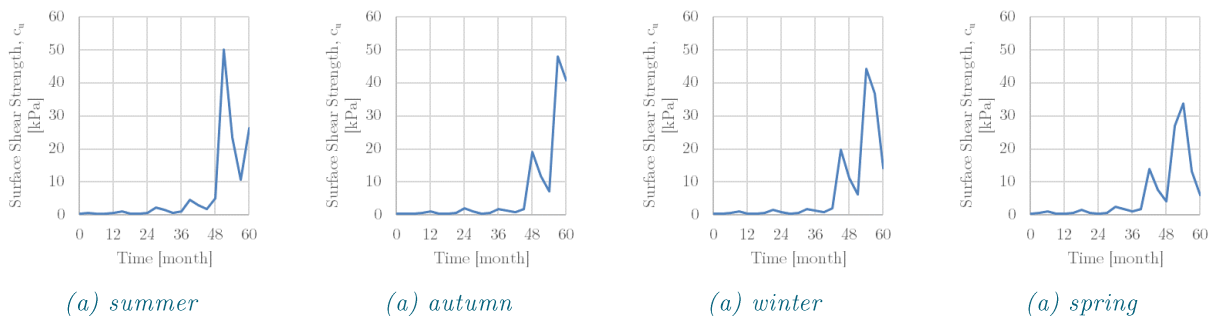 Surface Shear Strength, cᵤ
[kPa]
60
50
40
30
20
10
0
0 12 24 36 48 60
Time [month]
(a) summer
Surface Shear Strength, cᵤ
[kPa]
60
50
40
30
20
10
0
0 12 24 36 48 60
Time [month]
(a) autumn
Surface Shear Strength, cᵤ
[kPa]
60
50
40
30
20
10
0
0 12 24 36 48 60
Time [month]
(a) winter
Surface Shear Strength, cᵤ
[kPa]
60
50
40
30
20
10
0
0 12 24 36 48 60
Time [month]
(a) spring